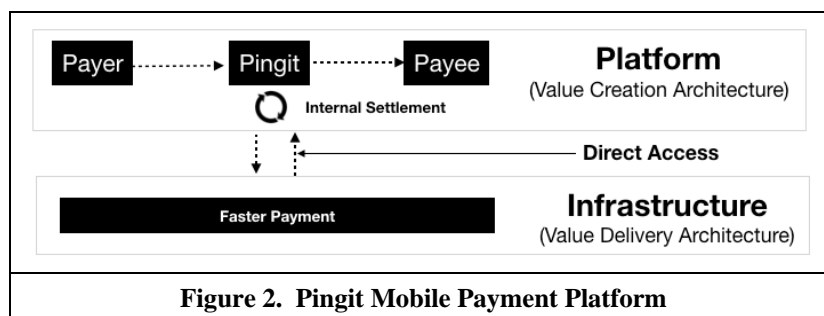 Payer
Pingit
Payee
Platform
(Value Creation Architecture)
Internal Settlement
Direct Access
Faster Payment
Infrastructure
(Value Delivery Architecture)
Figure 2. Pingit Mobile Payment Platform